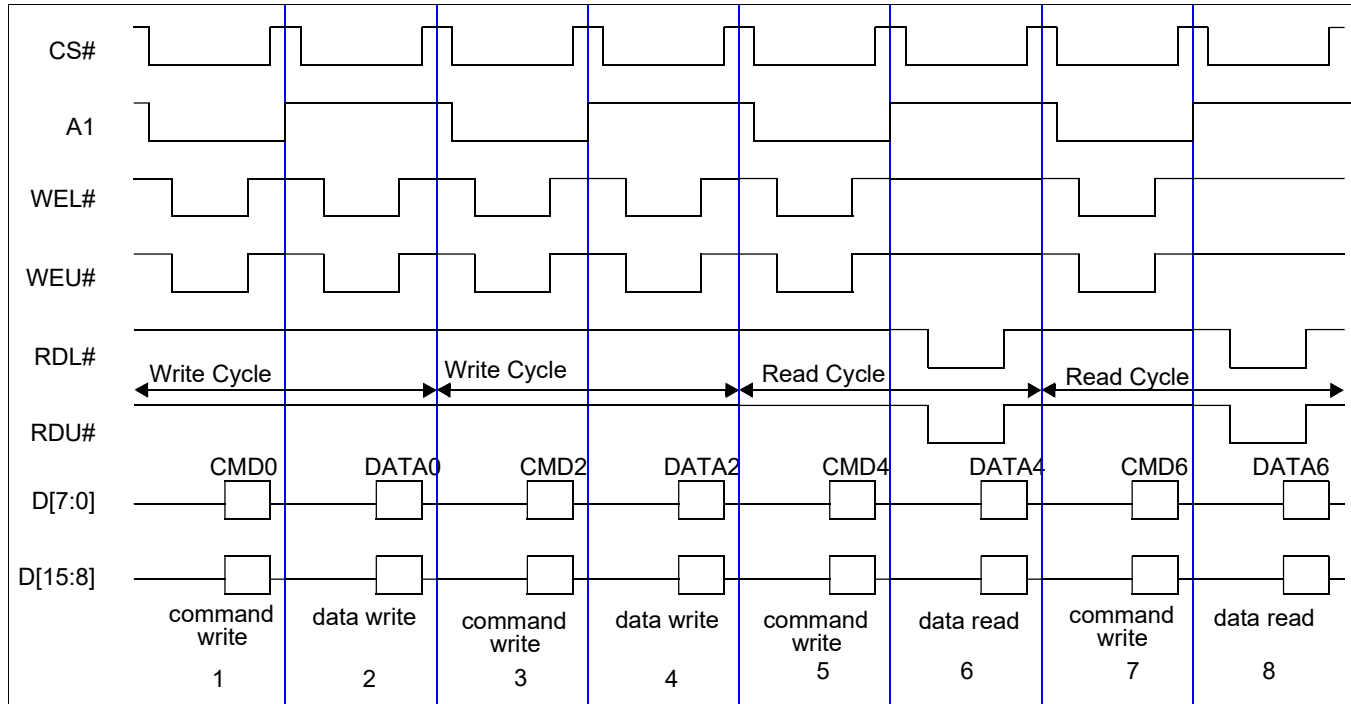 CS#
A1
WEL#
WEU#
RDL#
Write Cycle
Write Cycle
Read Cycle
Read Cycle
RDU#
CMD0
DATA0
CMD2
DATA2
CMD4
DATA4
CMD6
DATA6
D[7:0]
D[15:8]
command
write
data write
command
write
data write
command
write
data read
command
write
data read
1
2
3
4
5
6
7
8